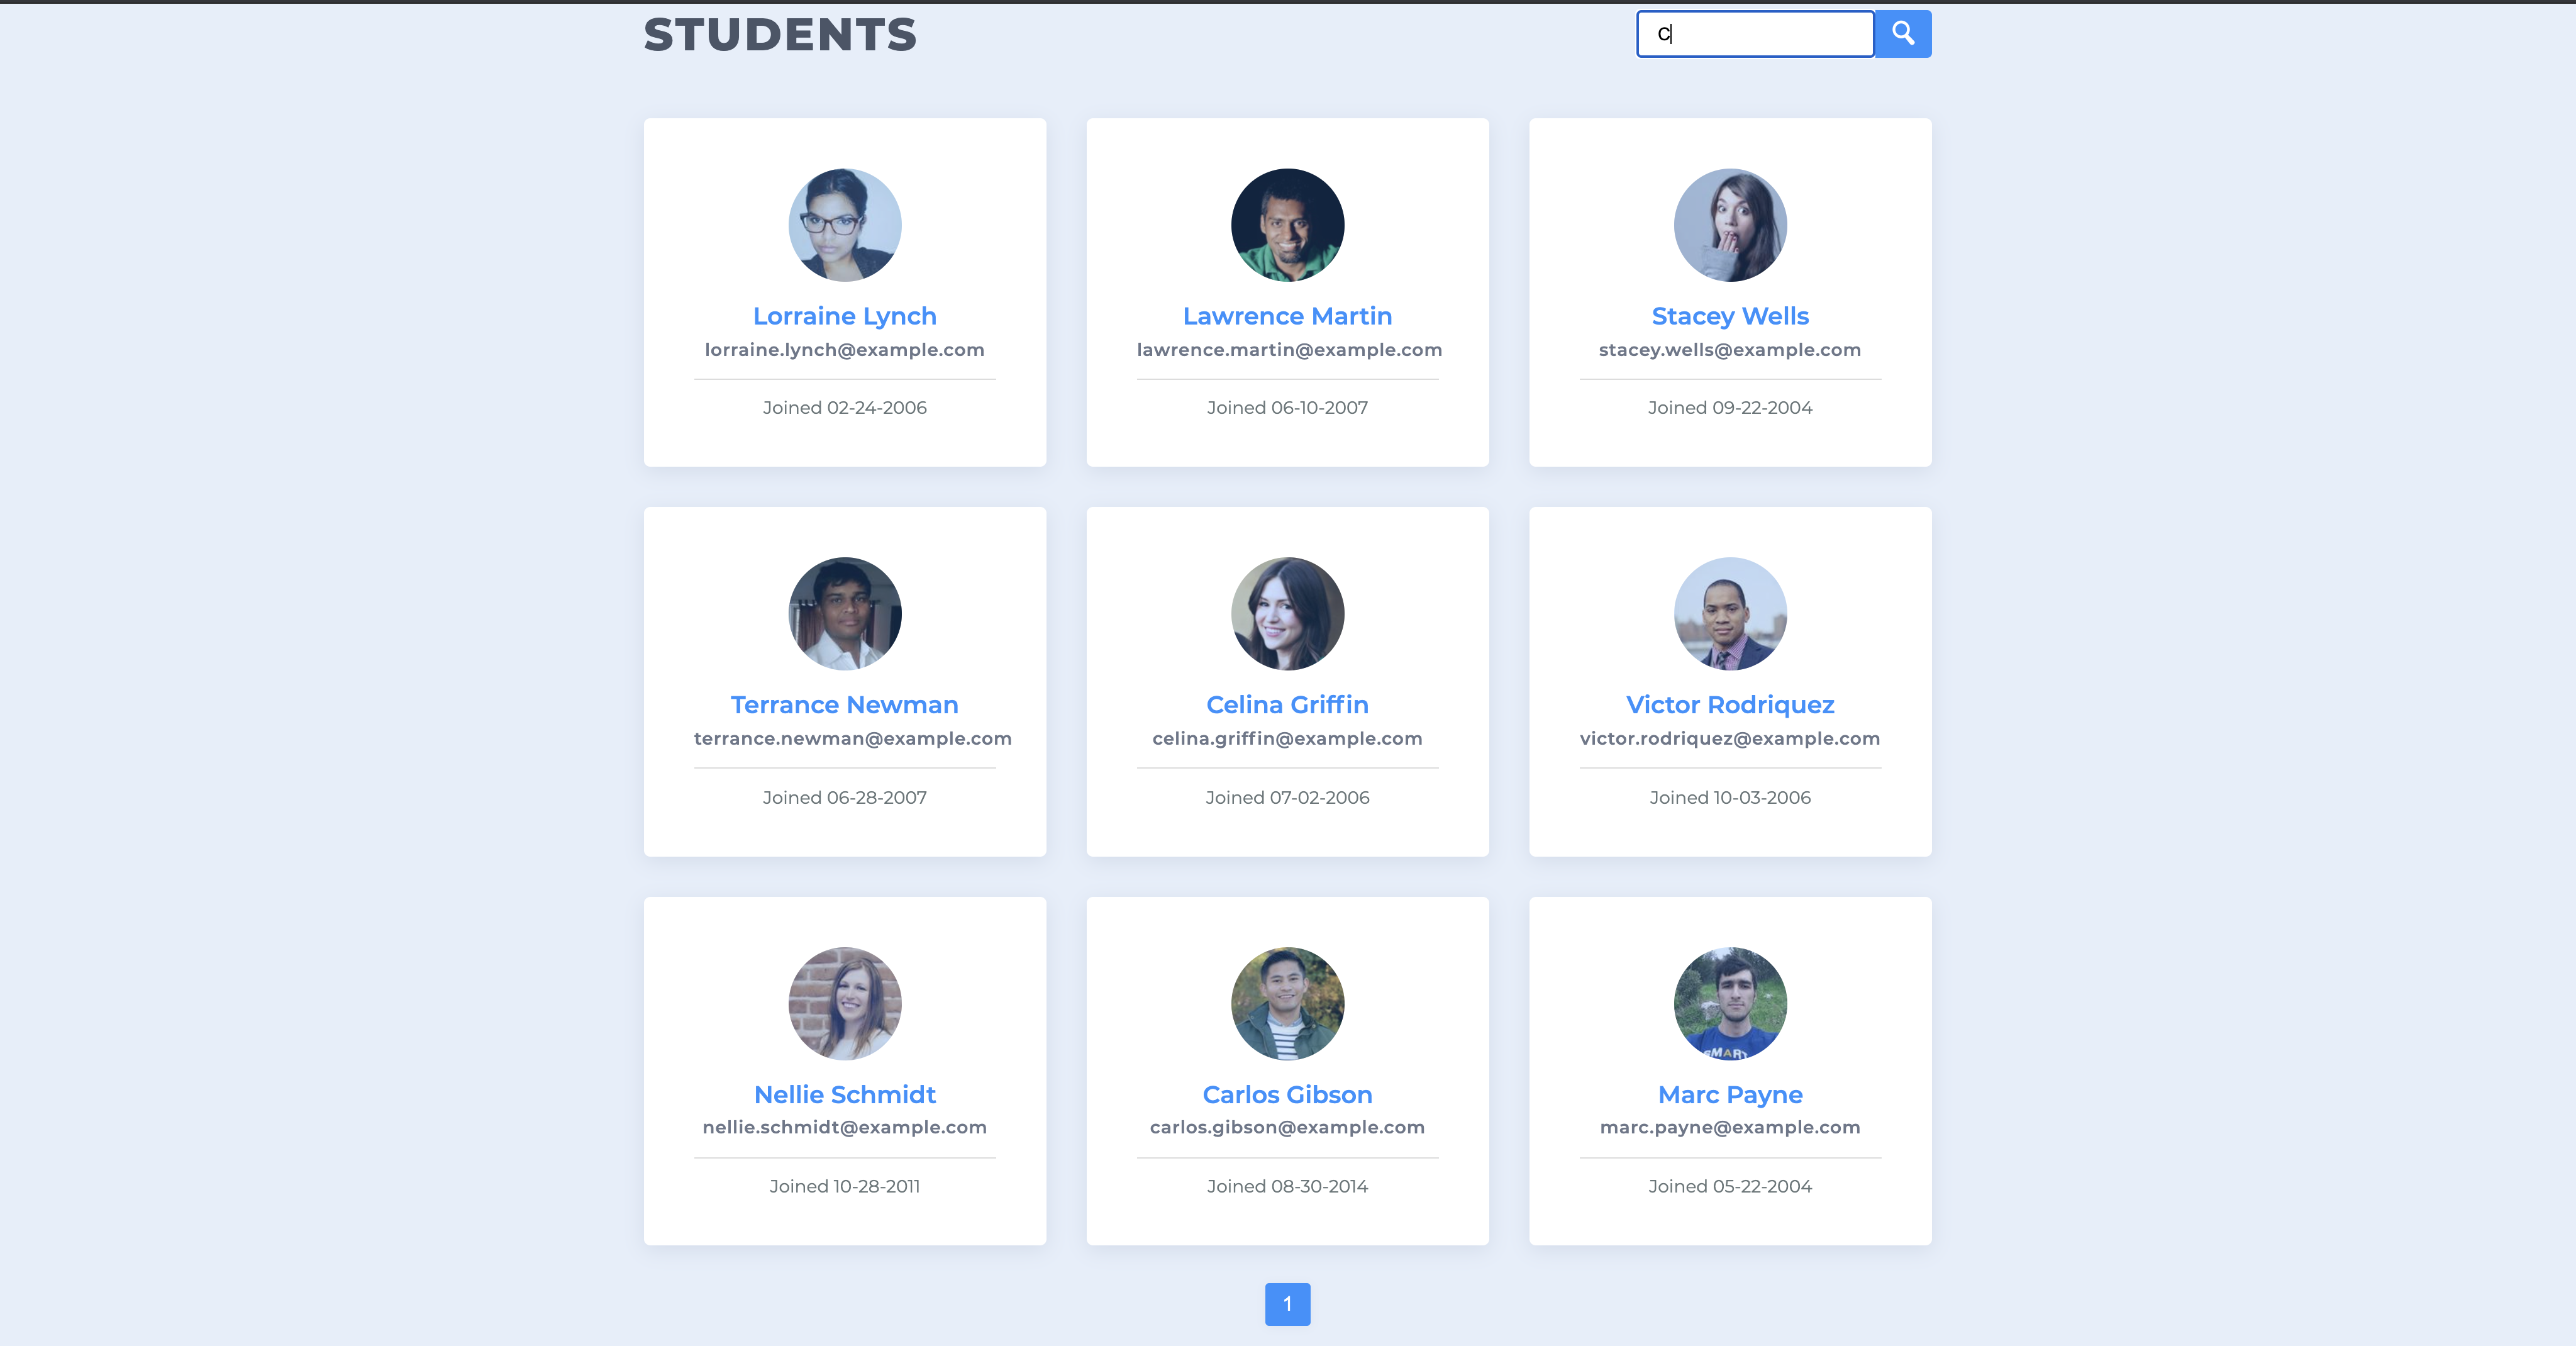 STUDENTS
C
Lorraine Lynch
lorraine.lynch@example.com
Joined 02-24-2006
Lawrence Martin
lawrence.martin@example.com
Joined 06-10-2007
Stacey Wells
stacey.wells@example.com
Joined 09-22-2004
Terrance Newman
terrance.newman@example.com
Joined 06-28-2007
Celina Griffin
celina.griffin@example.com
Joined 07-02-2006
Victor Rodriquez
victor.rodriquez@example.com
Joined 10-03-2006
Nellie Schmidt
nellie.schmidt@example.com
Joined 10-28-2011
Carlos Gibson
carlos.gibson@example.com
Joined 08-30-2014
SMART
Marc Payne
marc.payne@example.com
Joined 05-22-2004
1